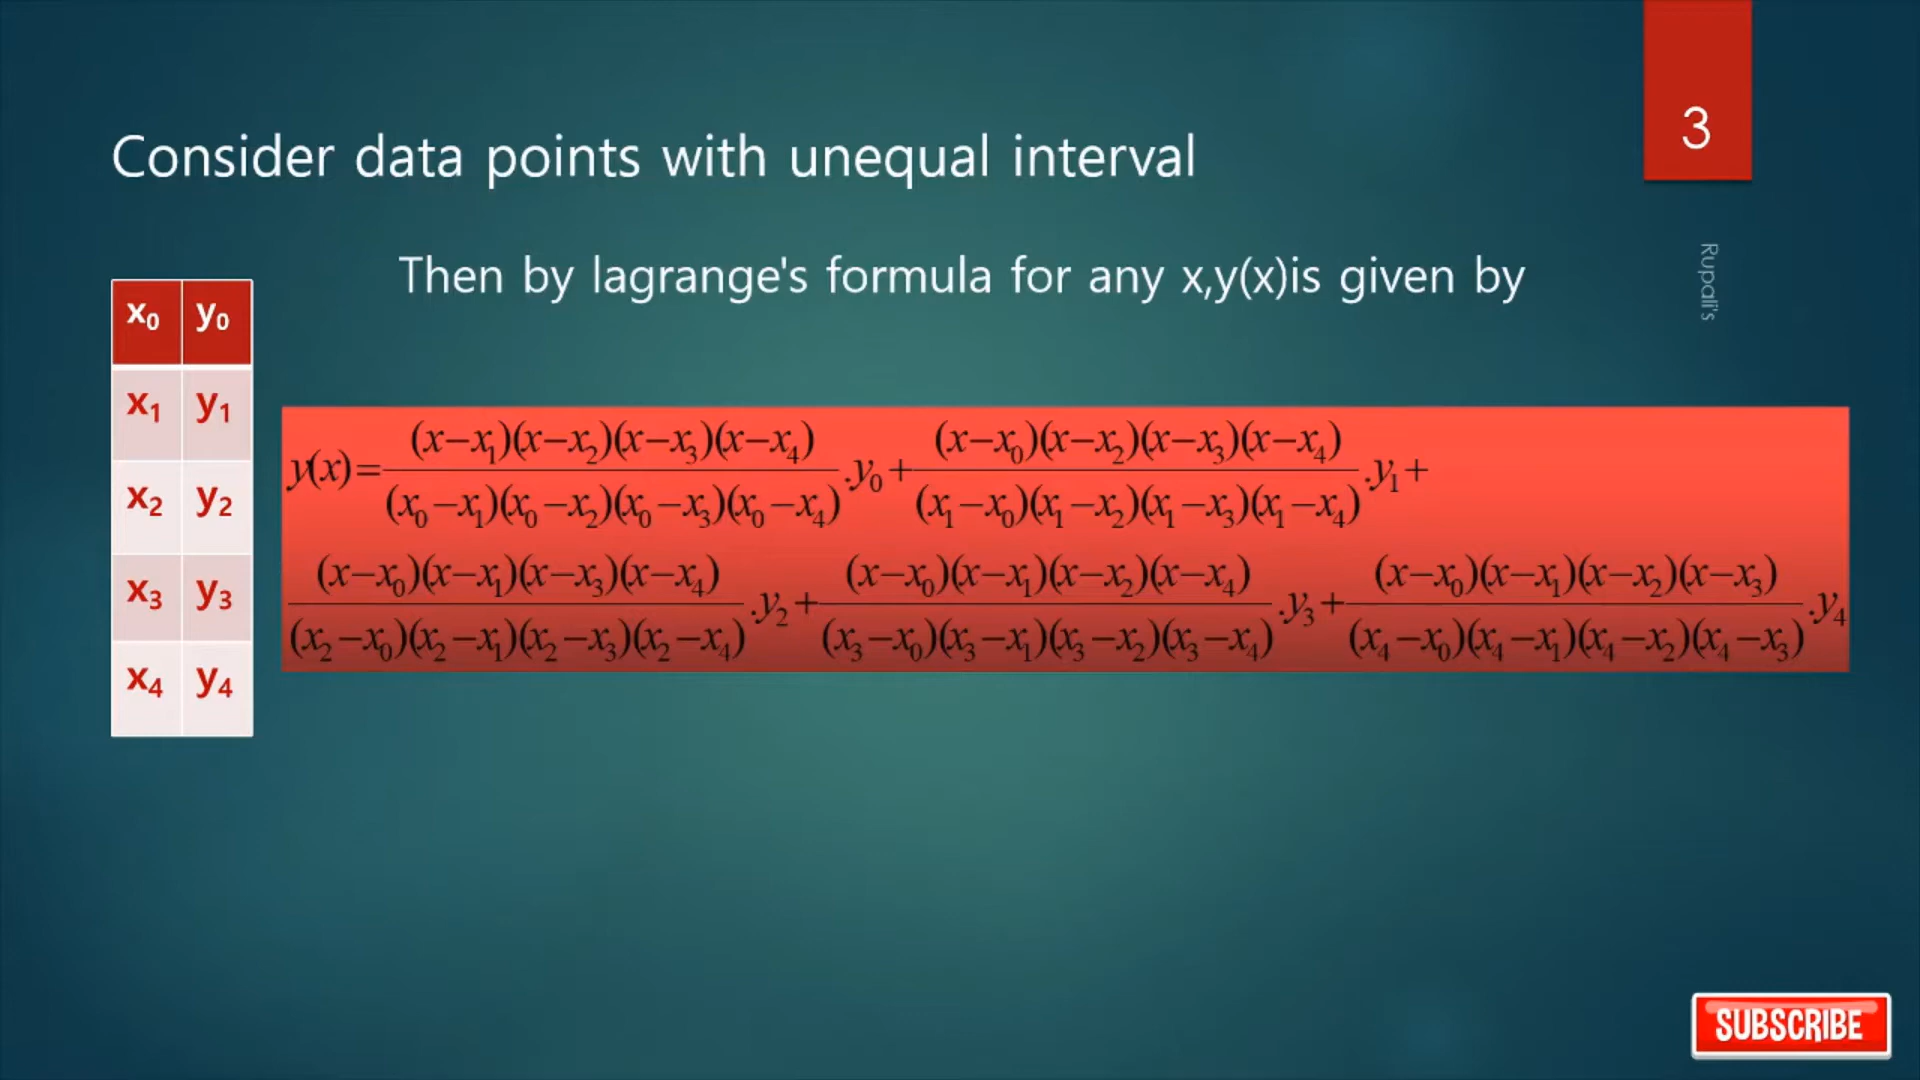 3
Consider data points with unequal interval
Then by lagrange's formula for any x,y(x)is given by
Rupali's
x₀ y₀
x₁ y₁
x₂ y₂
x₃ y₃
x₄ y₄
y(x)=(x−x₁)(x−x₂)(x−x₃)(x−x₄)/(x₀−x₁)(x₀−x₂)(x₀−x₃)(x₀−x₄).y₀+(x−x₀)(x−x₂)(x−x₃)(x−x₄)/(x₁−x₀)(x₁−x₂)(x₁−x₃)(x₁−x₄).y₁+
(x−x₀)(x−x₁)(x−x₃)(x−x₄)/(x₂−x₀)(x₂−x₁)(x₂−x₃)(x₂−x₄).y₂+(x−x₀)(x−x₁)(x−x₂)(x−x₄)/(x₃−x₀)(x₃−x₁)(x₃−x₂)(x₃−x₄).y₃+(x−x₀)(x−x₁)(x−x₂)(x−x₃)/(x₄−x₀)(x₄−x₁)(x₄−x₂)(x₄−x₃).y₄
SUBSCRIBE